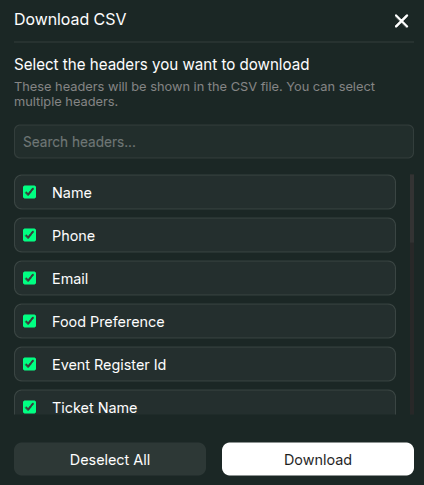 Download CSV
Select the headers you want to download
These headers will be shown in the CSV file. You can select
multiple headers.
Search headers...
Name
Phone
Email
Food Preference
Event Register Id
Ticket Name
Deselect All
Download